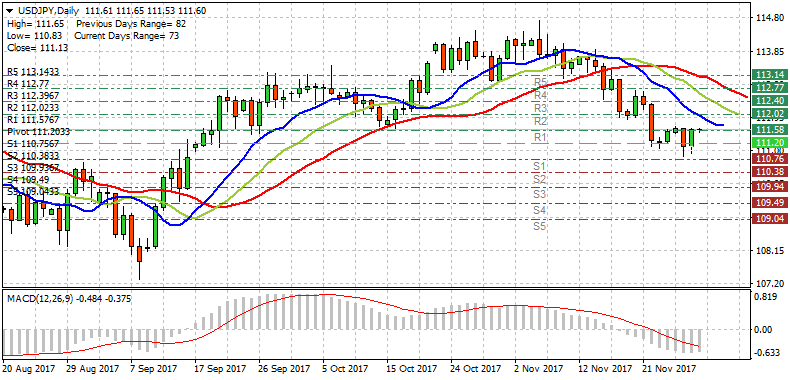 USDJPY,Daily 111.61 111.65 111.53 111.60
High= 111.65 Previous Days Range= 82
Low= 110.83 Current Days Range= 73
Close= 111.13
R5 113.1433
R4 112.77
R3 112.3967
R2 112.0233
R1 111.5767
Pivot 111.2033
S1 110.7567
S2 110.3833
S3 109.9367
S4 109.49
S5 109.0433
R5
R4
R3
R2
R1
S1
S2
S3
S4
S5
114.80
113.85
113.14
112.77
112.40
112.02
111.58
111.20
110.76
110.38
109.94
109.49
109.04
108.15
107.20
MACD(12,26,9) -0.484 -0.375
0.819
0.00
-0.633
20 Aug 2017 29 Aug 2017 7 Sep 2017 17 Sep 2017 26 Sep 2017 5 Oct 2017 15 Oct 2017 24 Oct 2017 2 Nov 2017 12 Nov 2017 21 Nov 2017